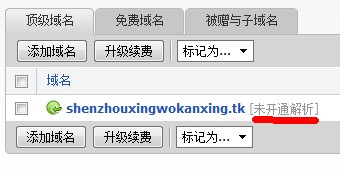 顶级域名 免费域名 被赠与子域名
添加域名 升级续费 标记为...
域名
shenzhouxingwokanxing.tk [未开通解析]
添加域名 升级续费 标记为...